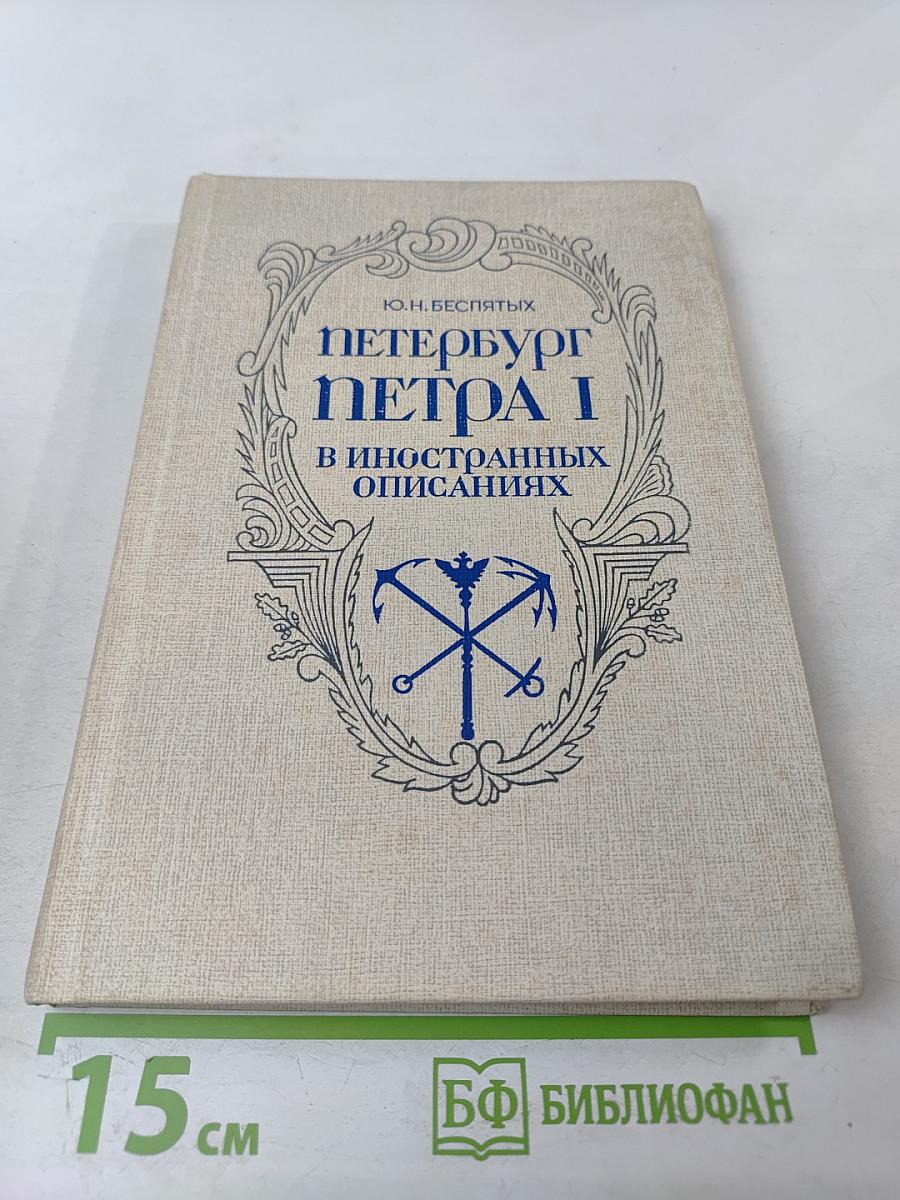 Ю.Н.БЕСПЯТЫХ
ПЕТЕРБУРГ
ПЕТРА I
В ИНОСТРАННЫХ
ОПИСАНИЯХ
15 см
БФ БИБЛИОФАН